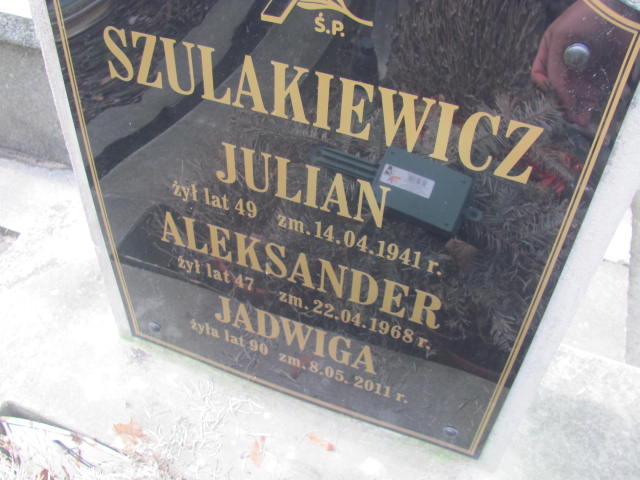 Ś.P.
SZULAKIEWICZ
JULIAN
żył lat 49 zm. 14.04.1941 r.
ALEKSANDER
żył lat 47 zm. 22.04.1968 r.
JADWIGA
żyła lat 90 zm. 8.05. 2011 r.